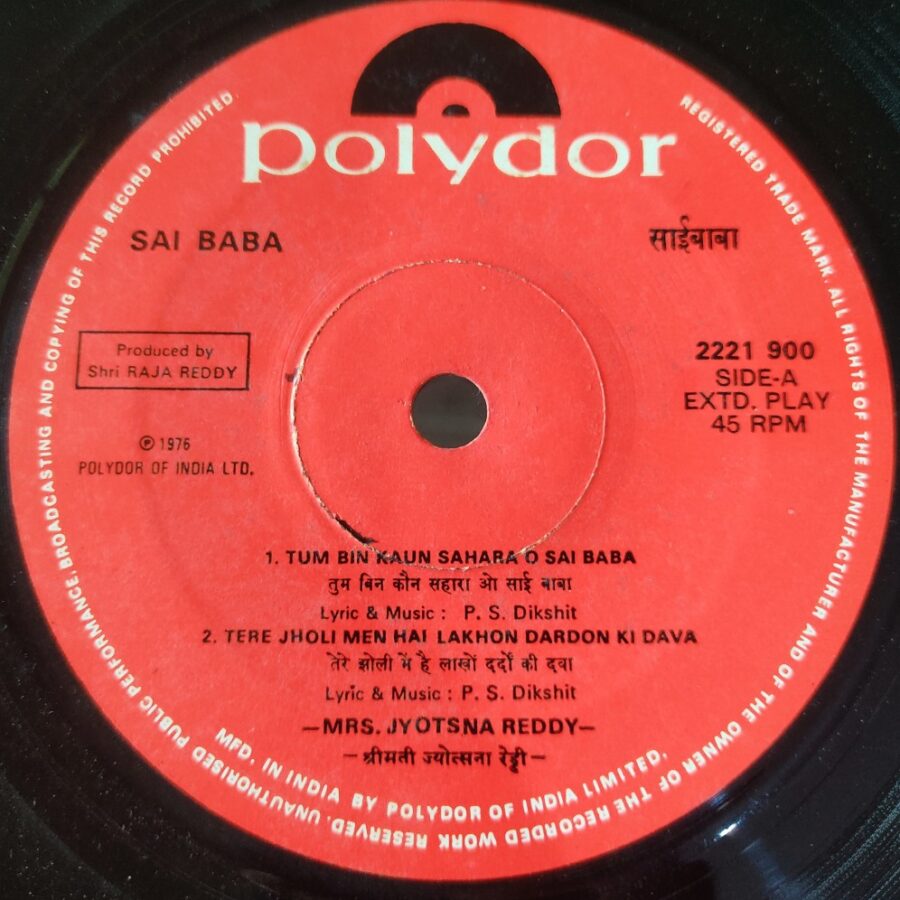 polydor
SAI BABA
साईबाबा
Produced by
Shri RAJA REDDY
℗ 1976
POLYDOR OF INDIA LTD.
2221 900
SIDE-A
EXTD. PLAY
45 RPM
1. TUM BIN KAUN SAHARA O SAI BABA
तुम बिन कौन सहारा ओ साई बाबा
Lyric & Music : P. S. Dikshit
2. TERE JHOLI MEN HAI LAKHON DARDON KI DAVA
तेरे झोली में है लाखों दर्दों की दवा
Lyric & Music : P. S. Dikshit
—MRS. JYOTSNA REDDY—
—श्रीमती ज्योत्सना रेड्डी—
MFD. IN INDIA BY POLYDOR OF INDIA LIMITED.
REGISTERED TRADE MARK. ALL RIGHTS OF THE MANUFACTURER AND OF THE OWNER OF THE RECORDED WORK RESERVED. UNAUTHORISED PUBLIC PERFORMANCE, BROADCASTING AND COPYING OF THIS RECORD PROHIBITED.